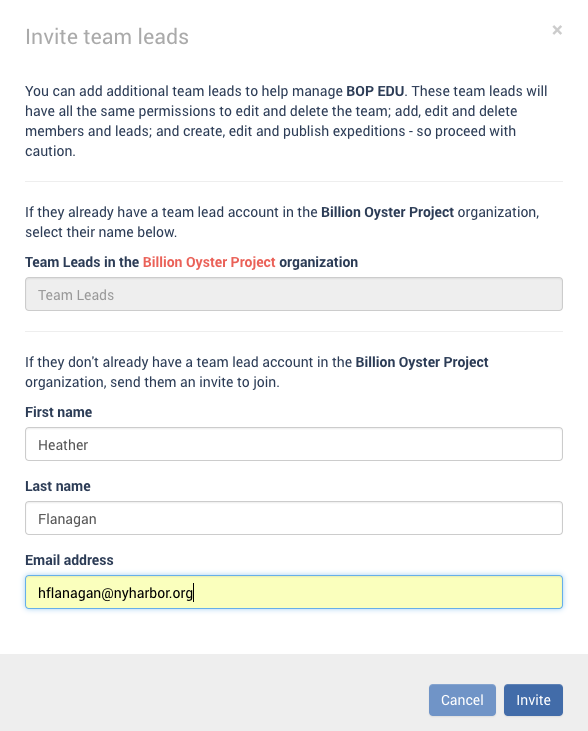 Invite team leads
×
You can add additional team leads to help manage BOP EDU. These team leads will
have all the same permissions to edit and delete the team; add, edit and delete
members and leads; and create, edit and publish expeditions - so proceed with
caution.
If they already have a team lead account in the Billion Oyster Project organization,
select their name below.
Team Leads in the Billion Oyster Project organization
Team Leads
If they don't already have a team lead account in the Billion Oyster Project
organization, send them an invite to join.
First name
Heather
Last name
Flanagan
Email address
hflanagan@nyharbor.org
Cancel
Invite